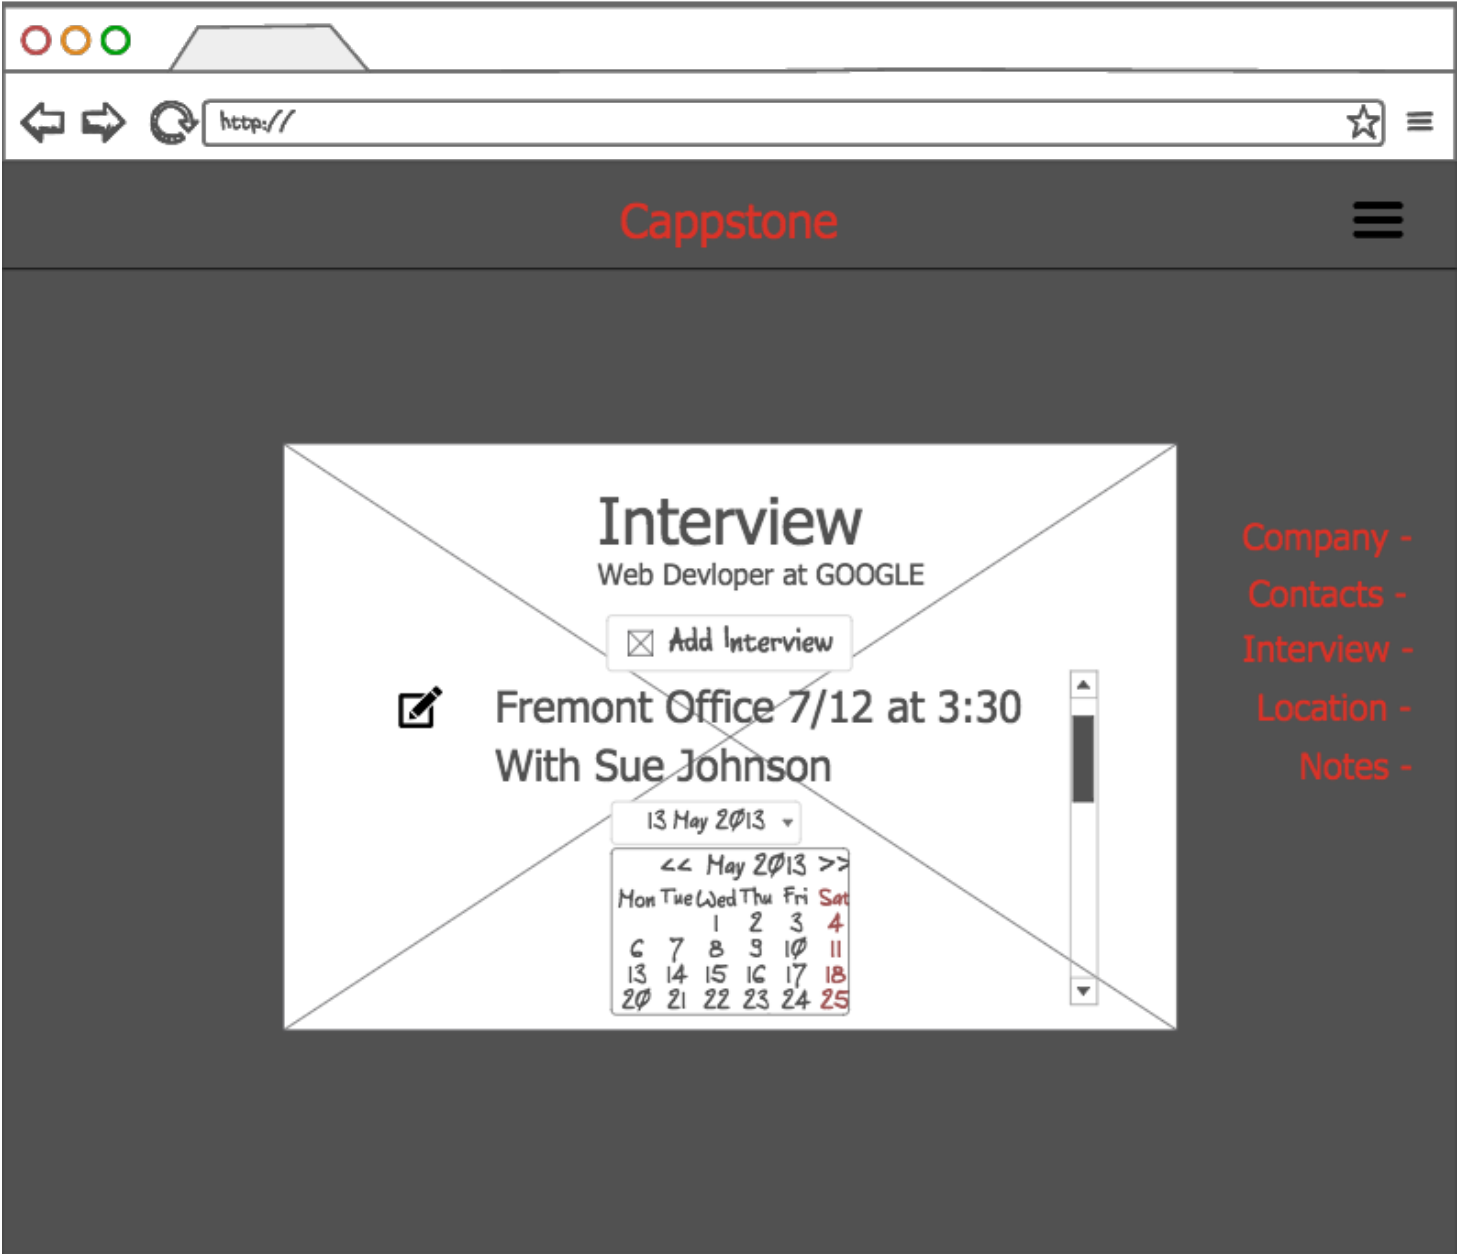 http://
Cappstone
Interview
Web Devloper at GOOGLE
Add Interview
Fremont Office 7/12 at 3:30
With Sue Johnson
13 May 2013
<< May 2013 >>
Mon Tue Wed Thu Fri Sat
1 2 3 4
6 7 8 9 10 11
13 14 15 16 17 18
20 21 22 23 24 25
Company -
Contacts -
Interview -
Location -
Notes -